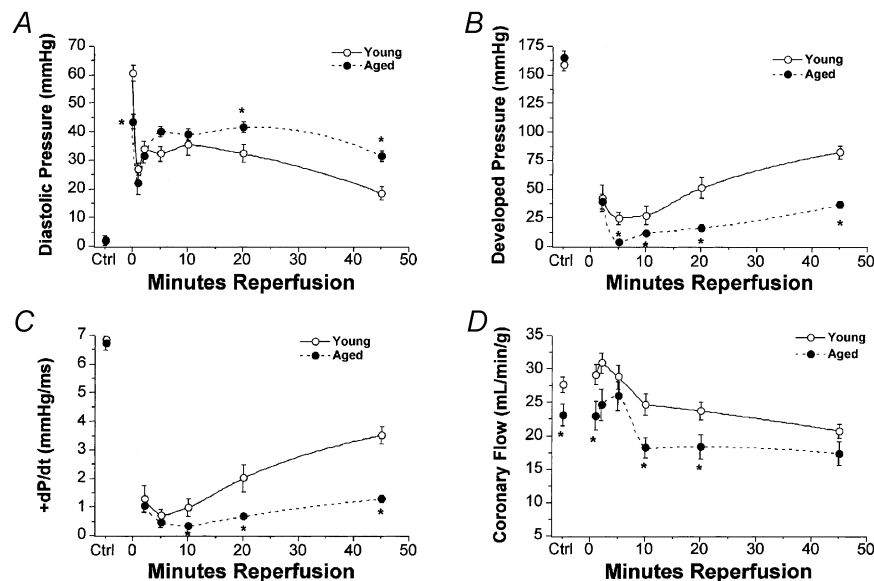 A
Diastolic Pressure (mmHg)
70
60
50
40
30
20
10
0
Young
Aged
*
*
*
Ctrl 0 10 20 30 40 50
Minutes Reperfusion
B
Developed Pressure (mmHg)
175
150
125
100
75
50
25
0
Young
Aged
*
*
*
*
Ctrl 0 10 20 30 40 50
Minutes Reperfusion
C
+dP/dt (mmHg/ms)
7
6
5
4
3
2
1
0
Young
Aged
*
*
*
Ctrl 0 10 20 30 40 50
Minutes Reperfusion
D
Coronary Flow (mL/min/g)
35
30
25
20
15
10
5
Young
Aged
*
*
*
*
Ctrl 0 10 20 30 40 50
Minutes Reperfusion